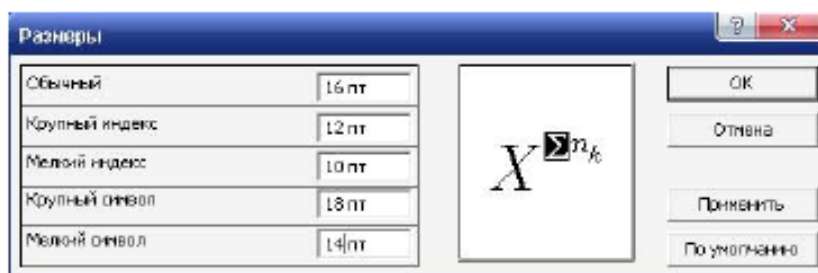 Размеры
Обычный 16 пт
Крупный индекс 12 пт
Мелкий индекс 10 пт
Крупный символ 18 пт
Мелкий символ 14 пт
X Σ n k
? ×
ОК
Отмена
Применить
По умолчанию